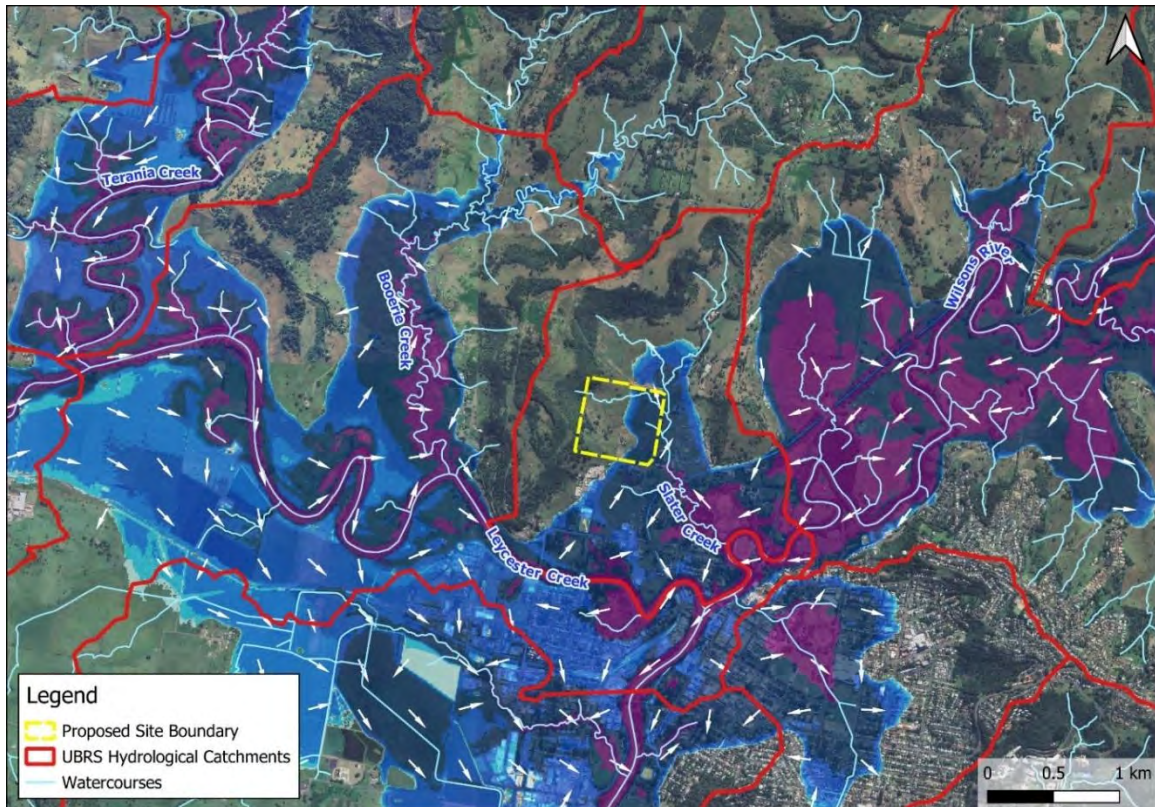 Terania Creek
Booerie Creek
Wilsons River
Slater Creek
Leycester Creek
Legend
Proposed Site Boundary
UBRS Hydrological Catchments
Watercourses
0 0.5 1 km